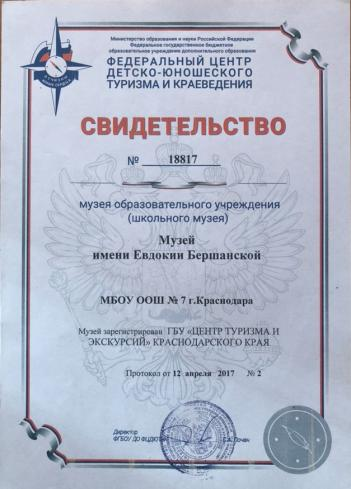 Министерство образования и науки Российской Федерации
Федеральное государственное бюджетное
образовательное учреждение дополнительного образования
ФЕДЕРАЛЬНЫЙ ЦЕНТР
ДЕТСКО-ЮНОШЕСКОГО
ТУРИЗМА И КРАЕВЕДЕНИЯ
СВИДЕТЕЛЬСТВО
№ 18817
музея образовательного учреждения
(школьного музея)
Музей
имени Евдокии Бершанской
МБОУ ООШ № 7 г.Краснодара
Музей зарегистрирован ГБУ «ЦЕНТР ТУРИЗМА И
ЭКСКУРСИЙ» КРАСНОДАРСКОГО КРАЯ
Протокол от 12 апреля 2017 № 2
Директор
ФГБОУ ДО ФЦДЮТиК